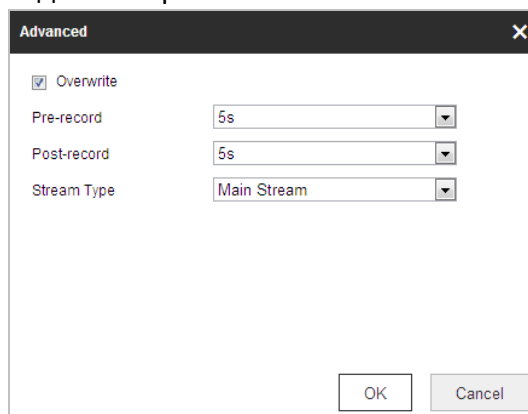 Advanced
Overwrite
Pre-record 5s
Post-record 5s
Stream Type Main Stream
OK Cancel